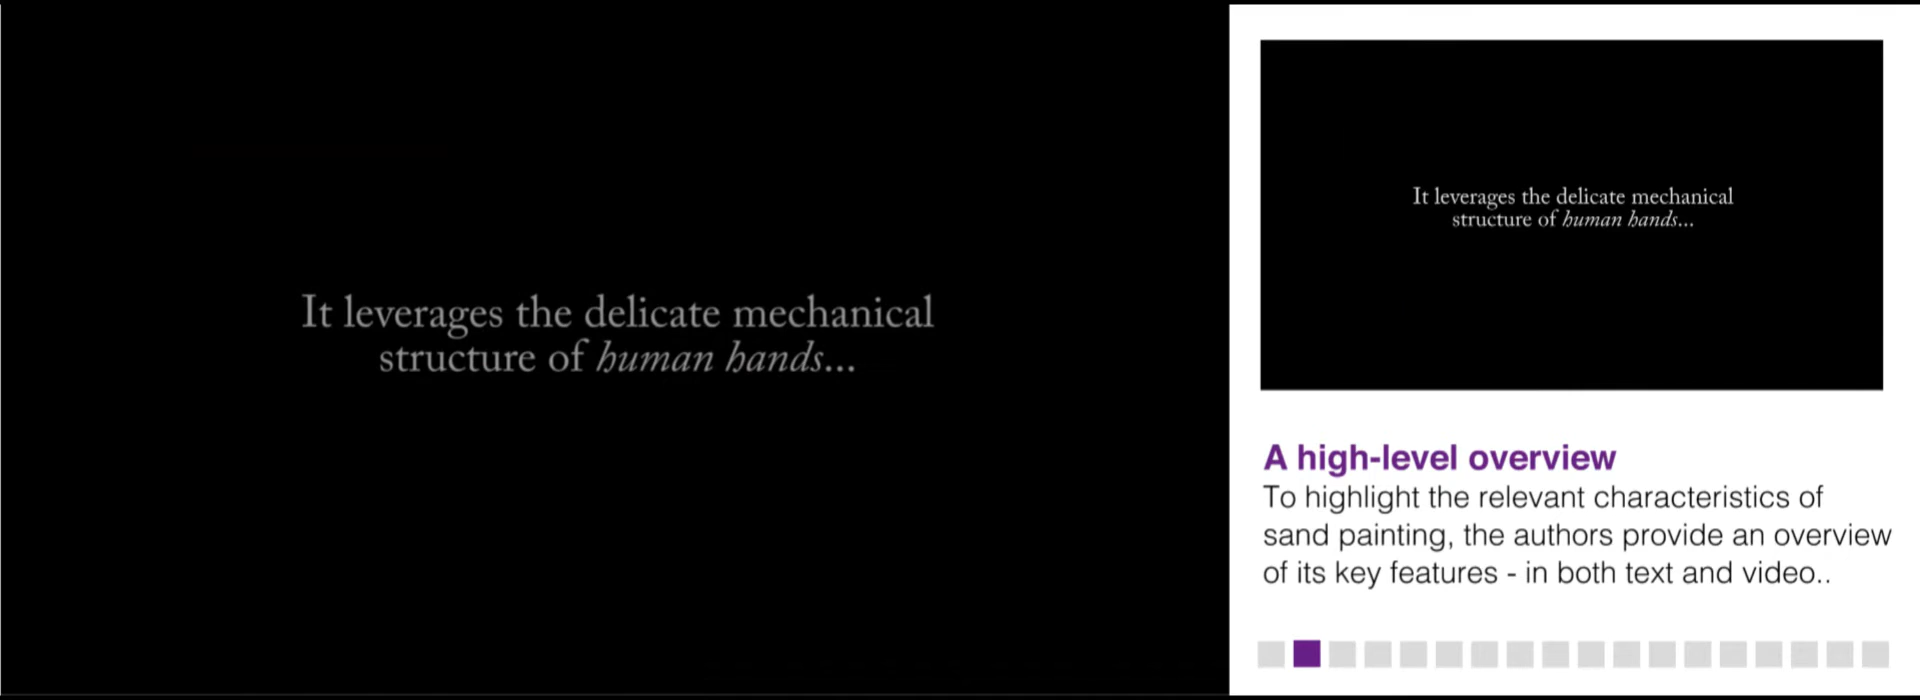 It leverages the delicate mechanical
structure of human hands...
It leverages the delicate mechanical
structure of human hands...
A high-level overview
To highlight the relevant characteristics of
sand painting, the authors provide an overview
of its key features - in both text and video..